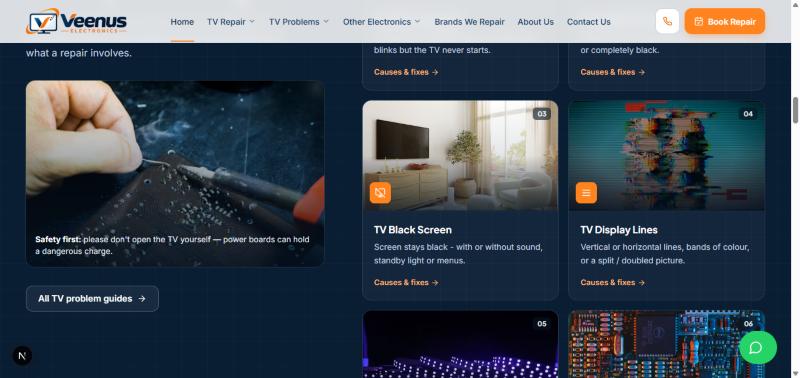 Veenus
ELECTRONICS
Home
TV Repair
TV Problems
Other Electronics
Brands We Repair
About Us
Contact Us
Book Repair
what a repair involves.
blinks but the TV never starts.
Causes & fixes →
or completely black.
Causes & fixes →
Safety first: please don't open the TV yourself — power boards can hold
a dangerous charge.
All TV problem guides →
03
TV Black Screen
Screen stays black - with or without sound,
standby light or menus.
Causes & fixes →
04
TV Display Lines
Vertical or horizontal lines, bands of colour,
or a split / doubled picture.
Causes & fixes →
05
06
N